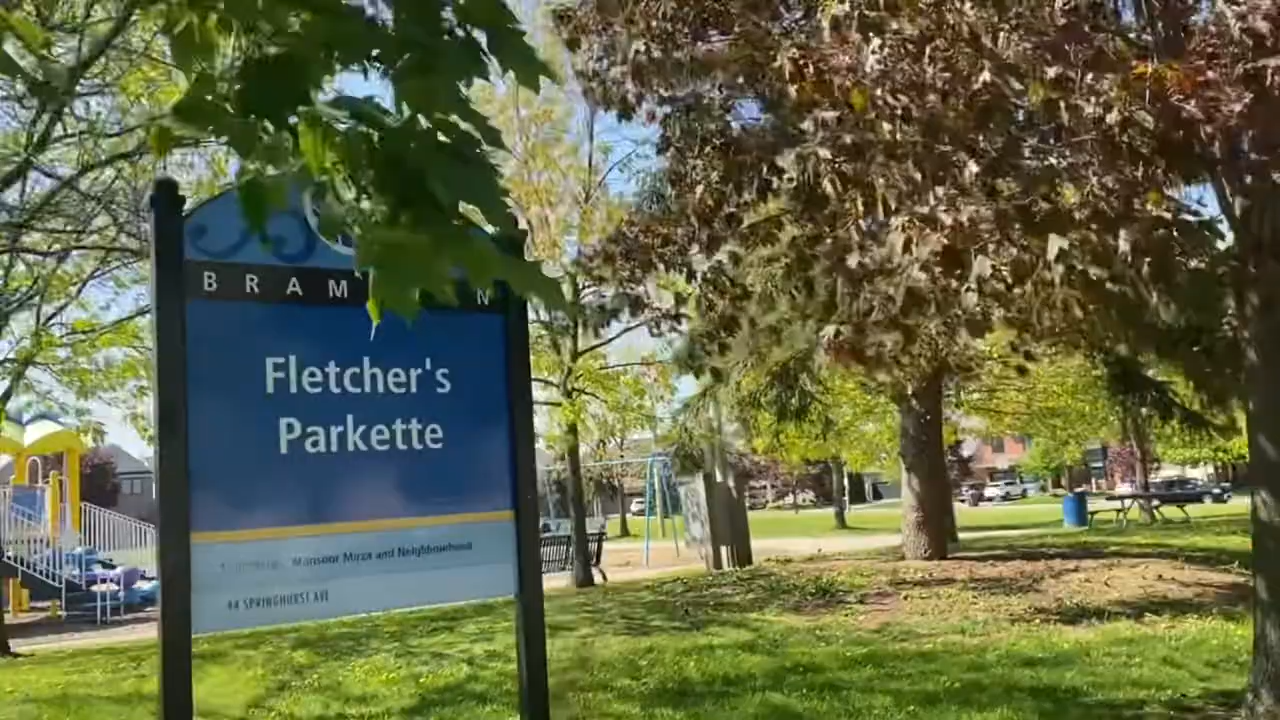 BRAM N
Fletcher's
Parkette
Mansoor Mirza and Neighbourhood
44 SPRINGHURST AVE